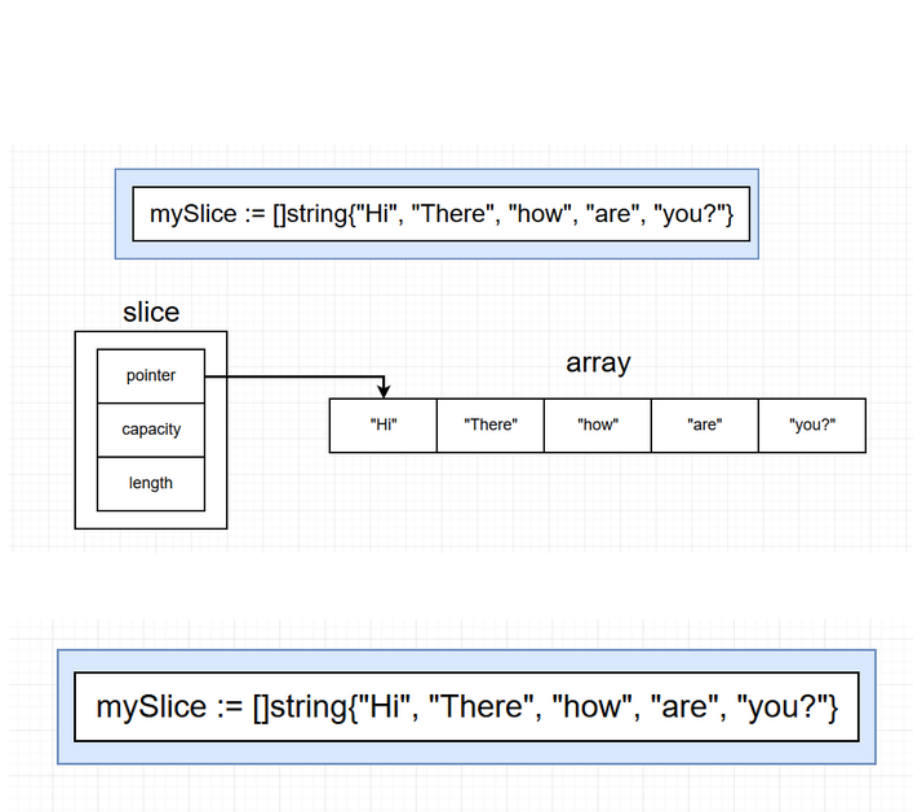 mySlice := []string{"Hi", "There", "how", "are", "you?"}
slice
pointer
capacity
length
array
"Hi" "There" "how" "are" "you?"
mySlice := []string{"Hi", "There", "how", "are", "you?"}